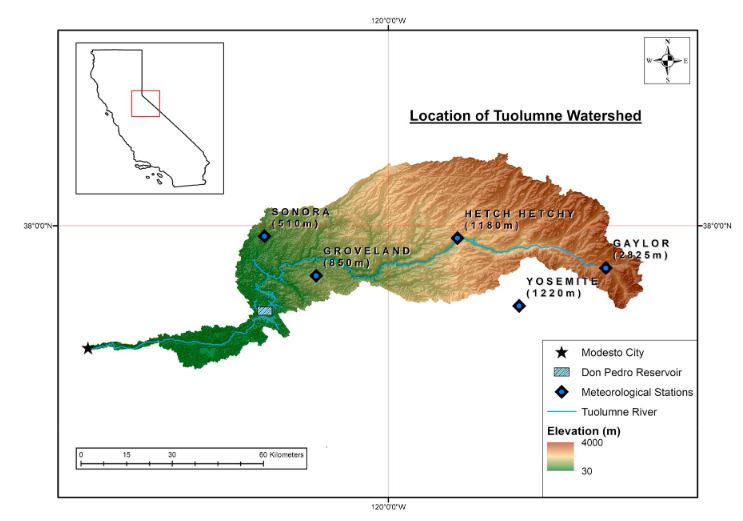 120°0'0"W
N
W E
S
Location of Tuolumne Watershed
38°0'0"N
38°0'0"N
SONORA
(510m)
HETCH HETCHY
(1180m)
GROVELAND
(850m)
GAYLOR
(2825m)
YOSEMITE
(1220m)
Modesto City
Don Pedro Reservoir
Meteorological Stations
Tuolumne River
Elevation (m)
4000
30
0 15 30 60 Kilometers
120°0'0"W